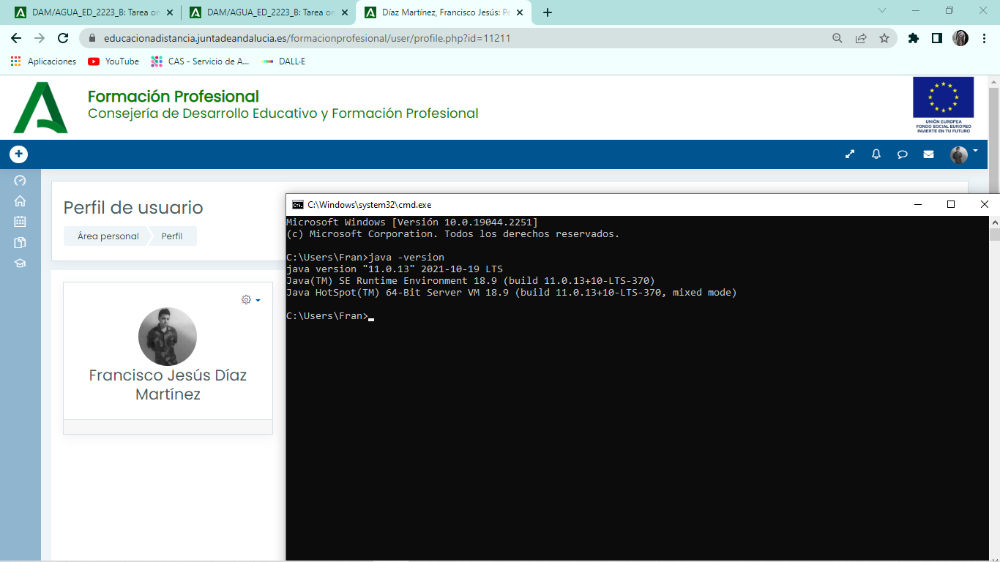 DAM/AGUA_ED_2223_B: Tarea on
DAM/AGUA_ED_2223_B: Tarea on
Díaz Martínez, Francisco Jesús: Pe
educacionadistancia.juntadeandalucia.es/formacionprofesional/user/profile.php?id=11211
Aplicaciones
YouTube
CAS - Servicio de A...
DALL·E
Formación Profesional
Consejería de Desarrollo Educativo y Formación Profesional
UNIÓN EUROPEA
FONDO SOCIAL EUROPEO
INVIERTE EN TU FUTURO
Perfil de usuario
Área personal
Perfil
Francisco Jesús Díaz
Martínez
C:\Windows\system32\cmd.exe
Microsoft Windows [Versión 10.0.19044.2251]
(c) Microsoft Corporation. Todos los derechos reservados.
C:\Users\Fran>java -version
java version "11.0.13" 2021-10-19 LTS
Java(TM) SE Runtime Environment 18.9 (build 11.0.13+10-LTS-370)
Java HotSpot(TM) 64-Bit Server VM 18.9 (build 11.0.13+10-LTS-370, mixed mode)
C:\Users\Fran>